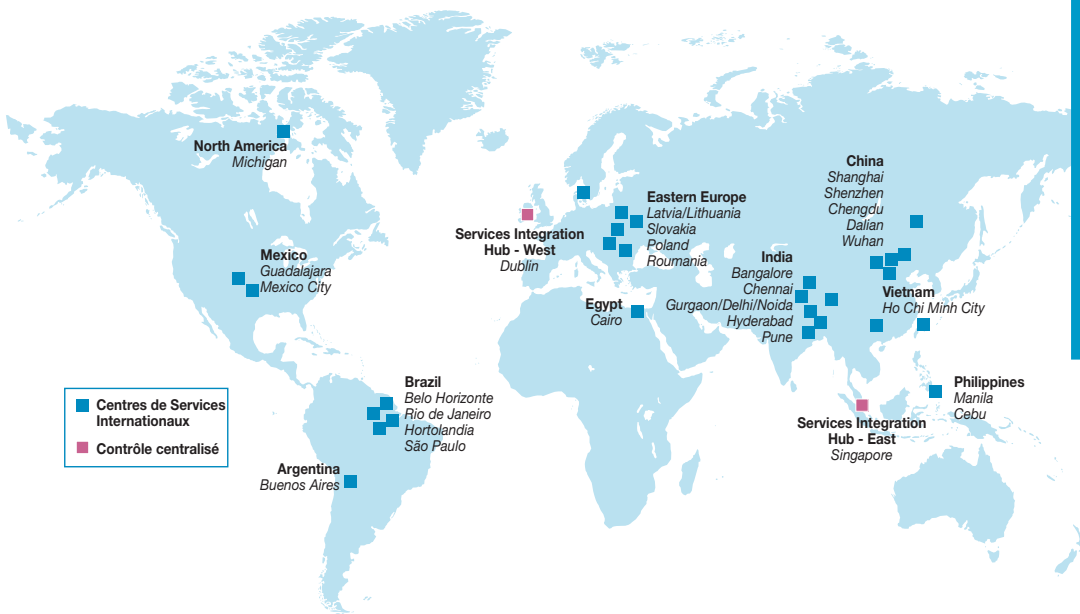 North America
Michigan
Mexico
Guadalajara
Mexico City
Centres de Services
Internationaux
Contrôle centralisé
Brazil
Belo Horizonte
Rio de Janeiro
Hortolandia
São Paulo
Argentina
Buenos Aires
Services Integration
Hub - West
Dublin
Eastern Europe
Latvia/Lithuania
Slovakia
Poland
Roumania
Egypt
Cairo
India
Bangalore
Chennai
Gurgaon/Delhi/Noida
Hyderabad
Pune
China
Shanghai
Shenzhen
Chengdu
Dalian
Wuhan
Vietnam
Ho Chi Minh City
Philippines
Manila
Cebu
Services Integration
Hub - East
Singapore